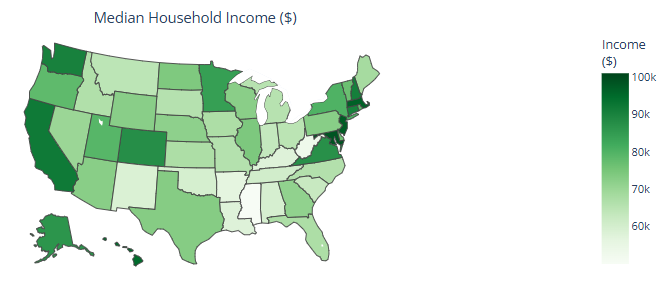 Median Household Income ($)
Income
($)
100k
90k
80k
70k
60k